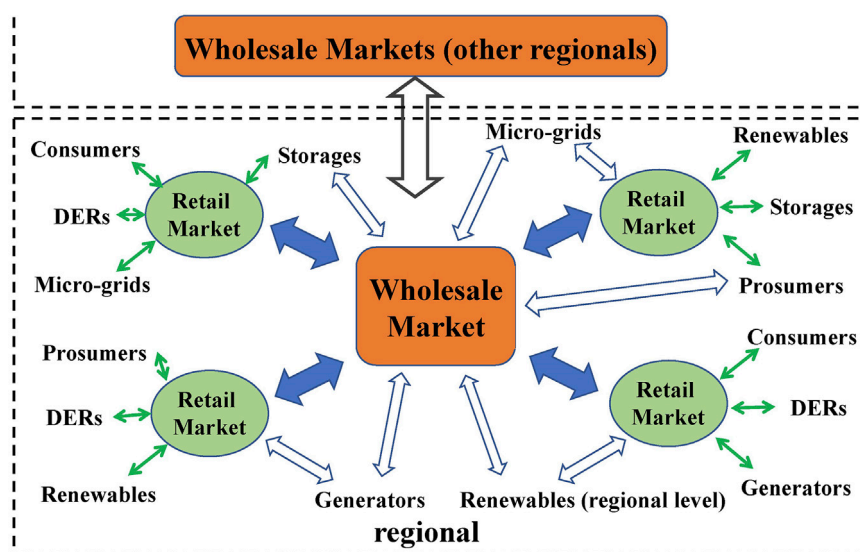 Wholesale Markets (other regionals)
Micro-grids
Renewables
Consumers
Storages
Retail
Market
Retail
Market
DERs
Storages
Micro-grids
Prosumers
Wholesale
Market
Prosumers
Consumers
Retail
Market
Retail
Market
DERs
DERs
Renewables
Generators
Renewables (regional level)
Generators
regional